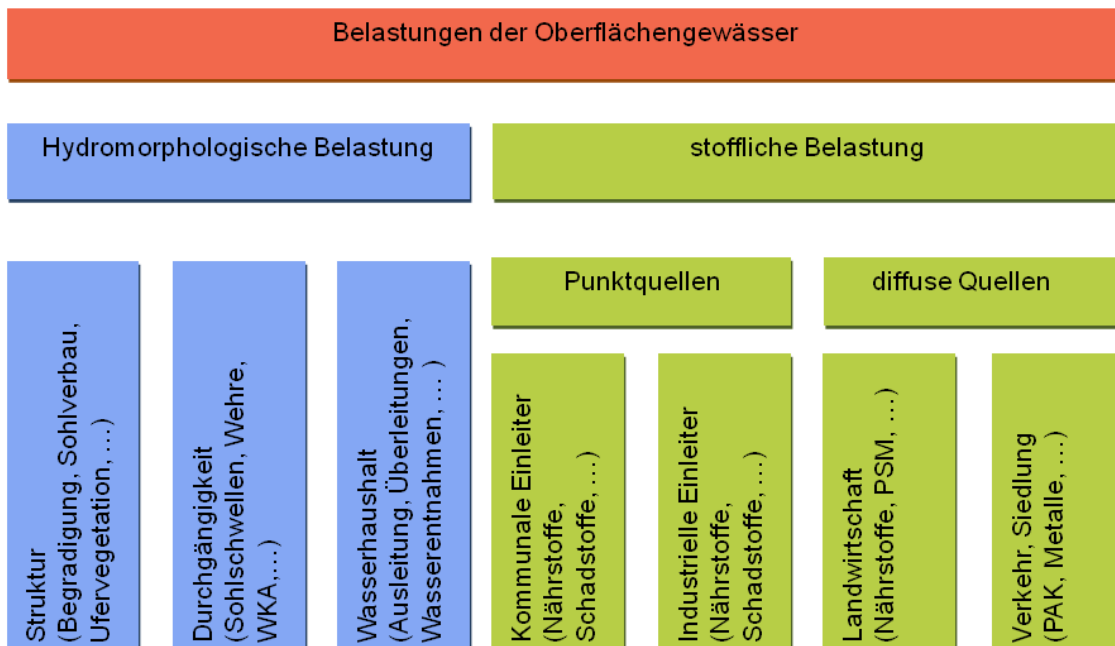 Belastungen der Oberflächengewässer
Hydromorphologische Belastung
stoffliche Belastung
Punktquellen
diffuse Quellen
Struktur
(Begradigung, Sohlverbau,
Ufervegetation, …)
Durchgängigkeit
(Sohlschwellen, Wehre,
WKA,…)
Wasserhaushalt
(Ausleitung, Überleitungen,
Wasserentnahmen, … )
Kommunale Einleiter
(Nährstoffe,
Schadstoffe, …)
Industrielle Einleiter
(Nährstoffe,
Schadstoffe, …)
Landwirtschaft
(Nährstoffe, PSM, …)
Verkehr, Siedlung
(PAK, Metalle, …)